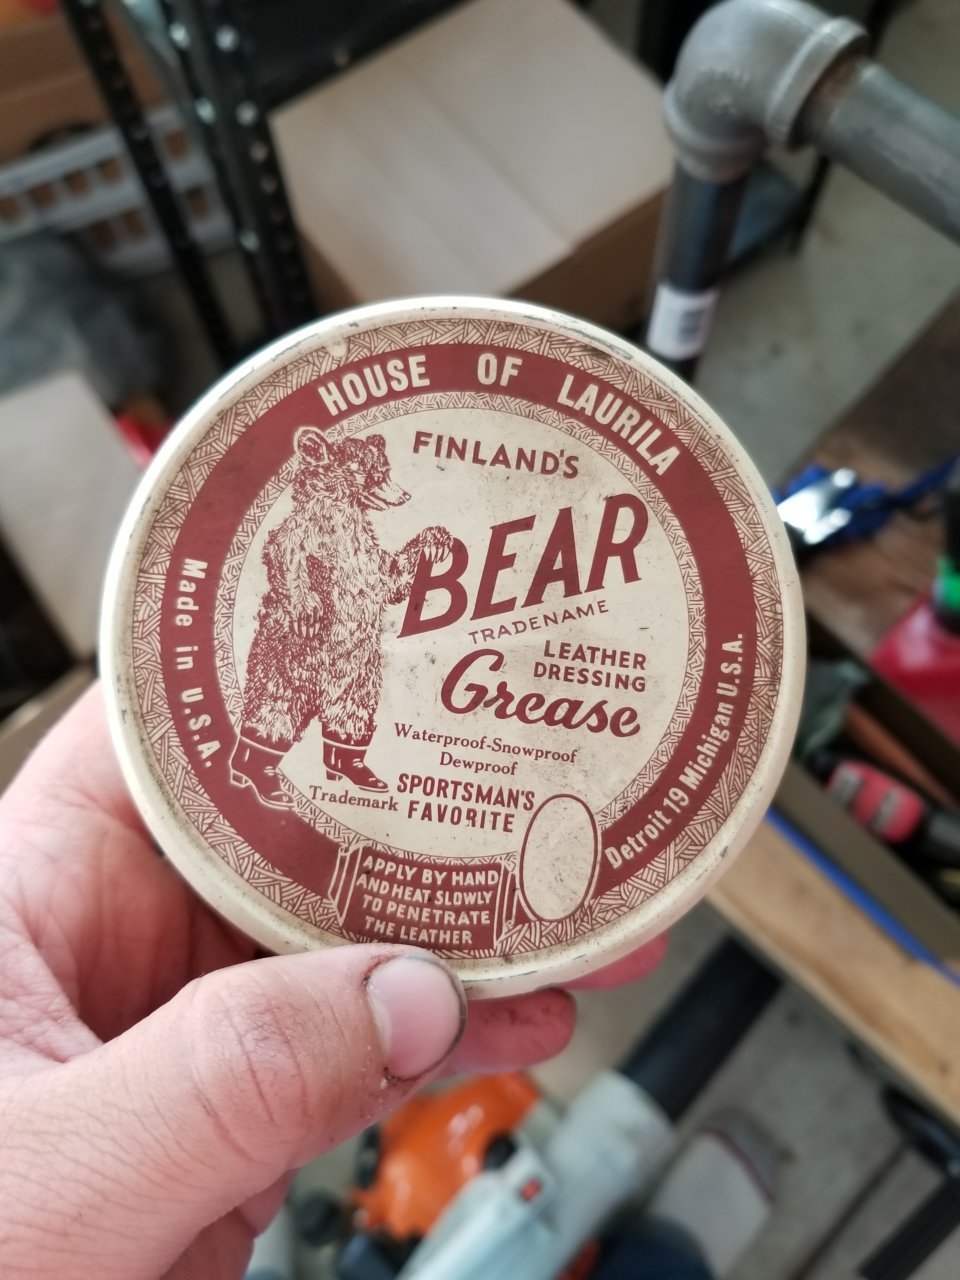 HOUSE OF LAURILA
FINLAND'S
BEAR
TRADENAME
LEATHER
DRESSING
Grease
Waterproof-Snowproof
Dewproof
SPORTSMAN'S
FAVORITE
Trademark
Made in U.S.A.
Detroit 19 Michigan U.S.A.
APPLY BY HAND
AND HEAT SLOWLY
TO PENETRATE
THE LEATHER